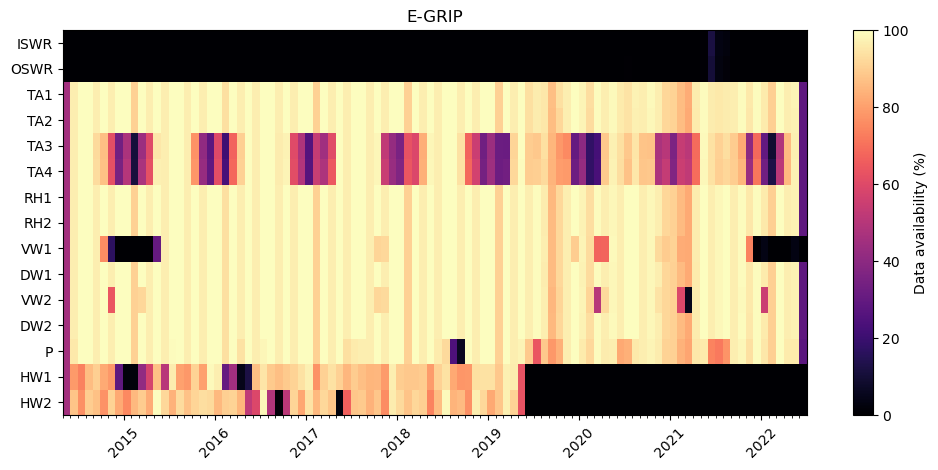 E-GRIP
ISWR
OSWR
TA1
TA2
TA3
TA4
RH1
RH2
VW1
DW1
VW2
DW2
P
HW1
HW2
2015
2016
2017
2018
2019
2020
2021
2022
100
80
60
40
20
0
Data availability (%)